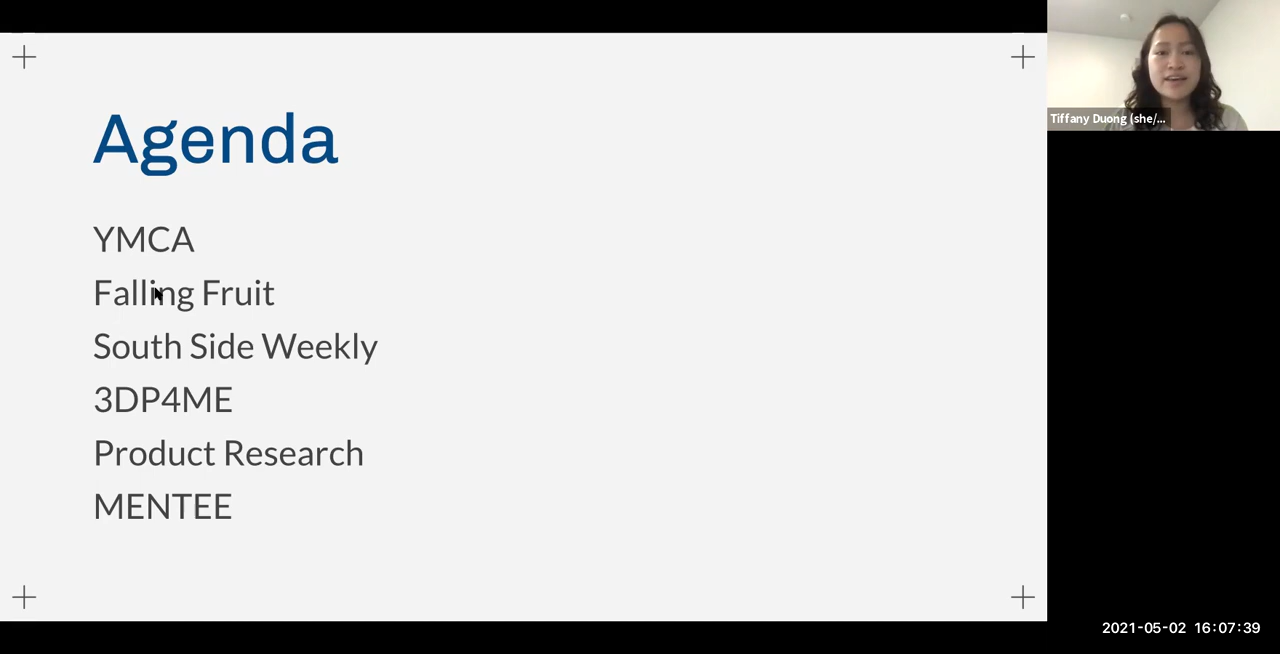 Agenda
YMCA
Falling Fruit
South Side Weekly
3DP4ME
Product Research
MENTEE
Tiffany Duong (she/...
2021-05-02 16:07:39